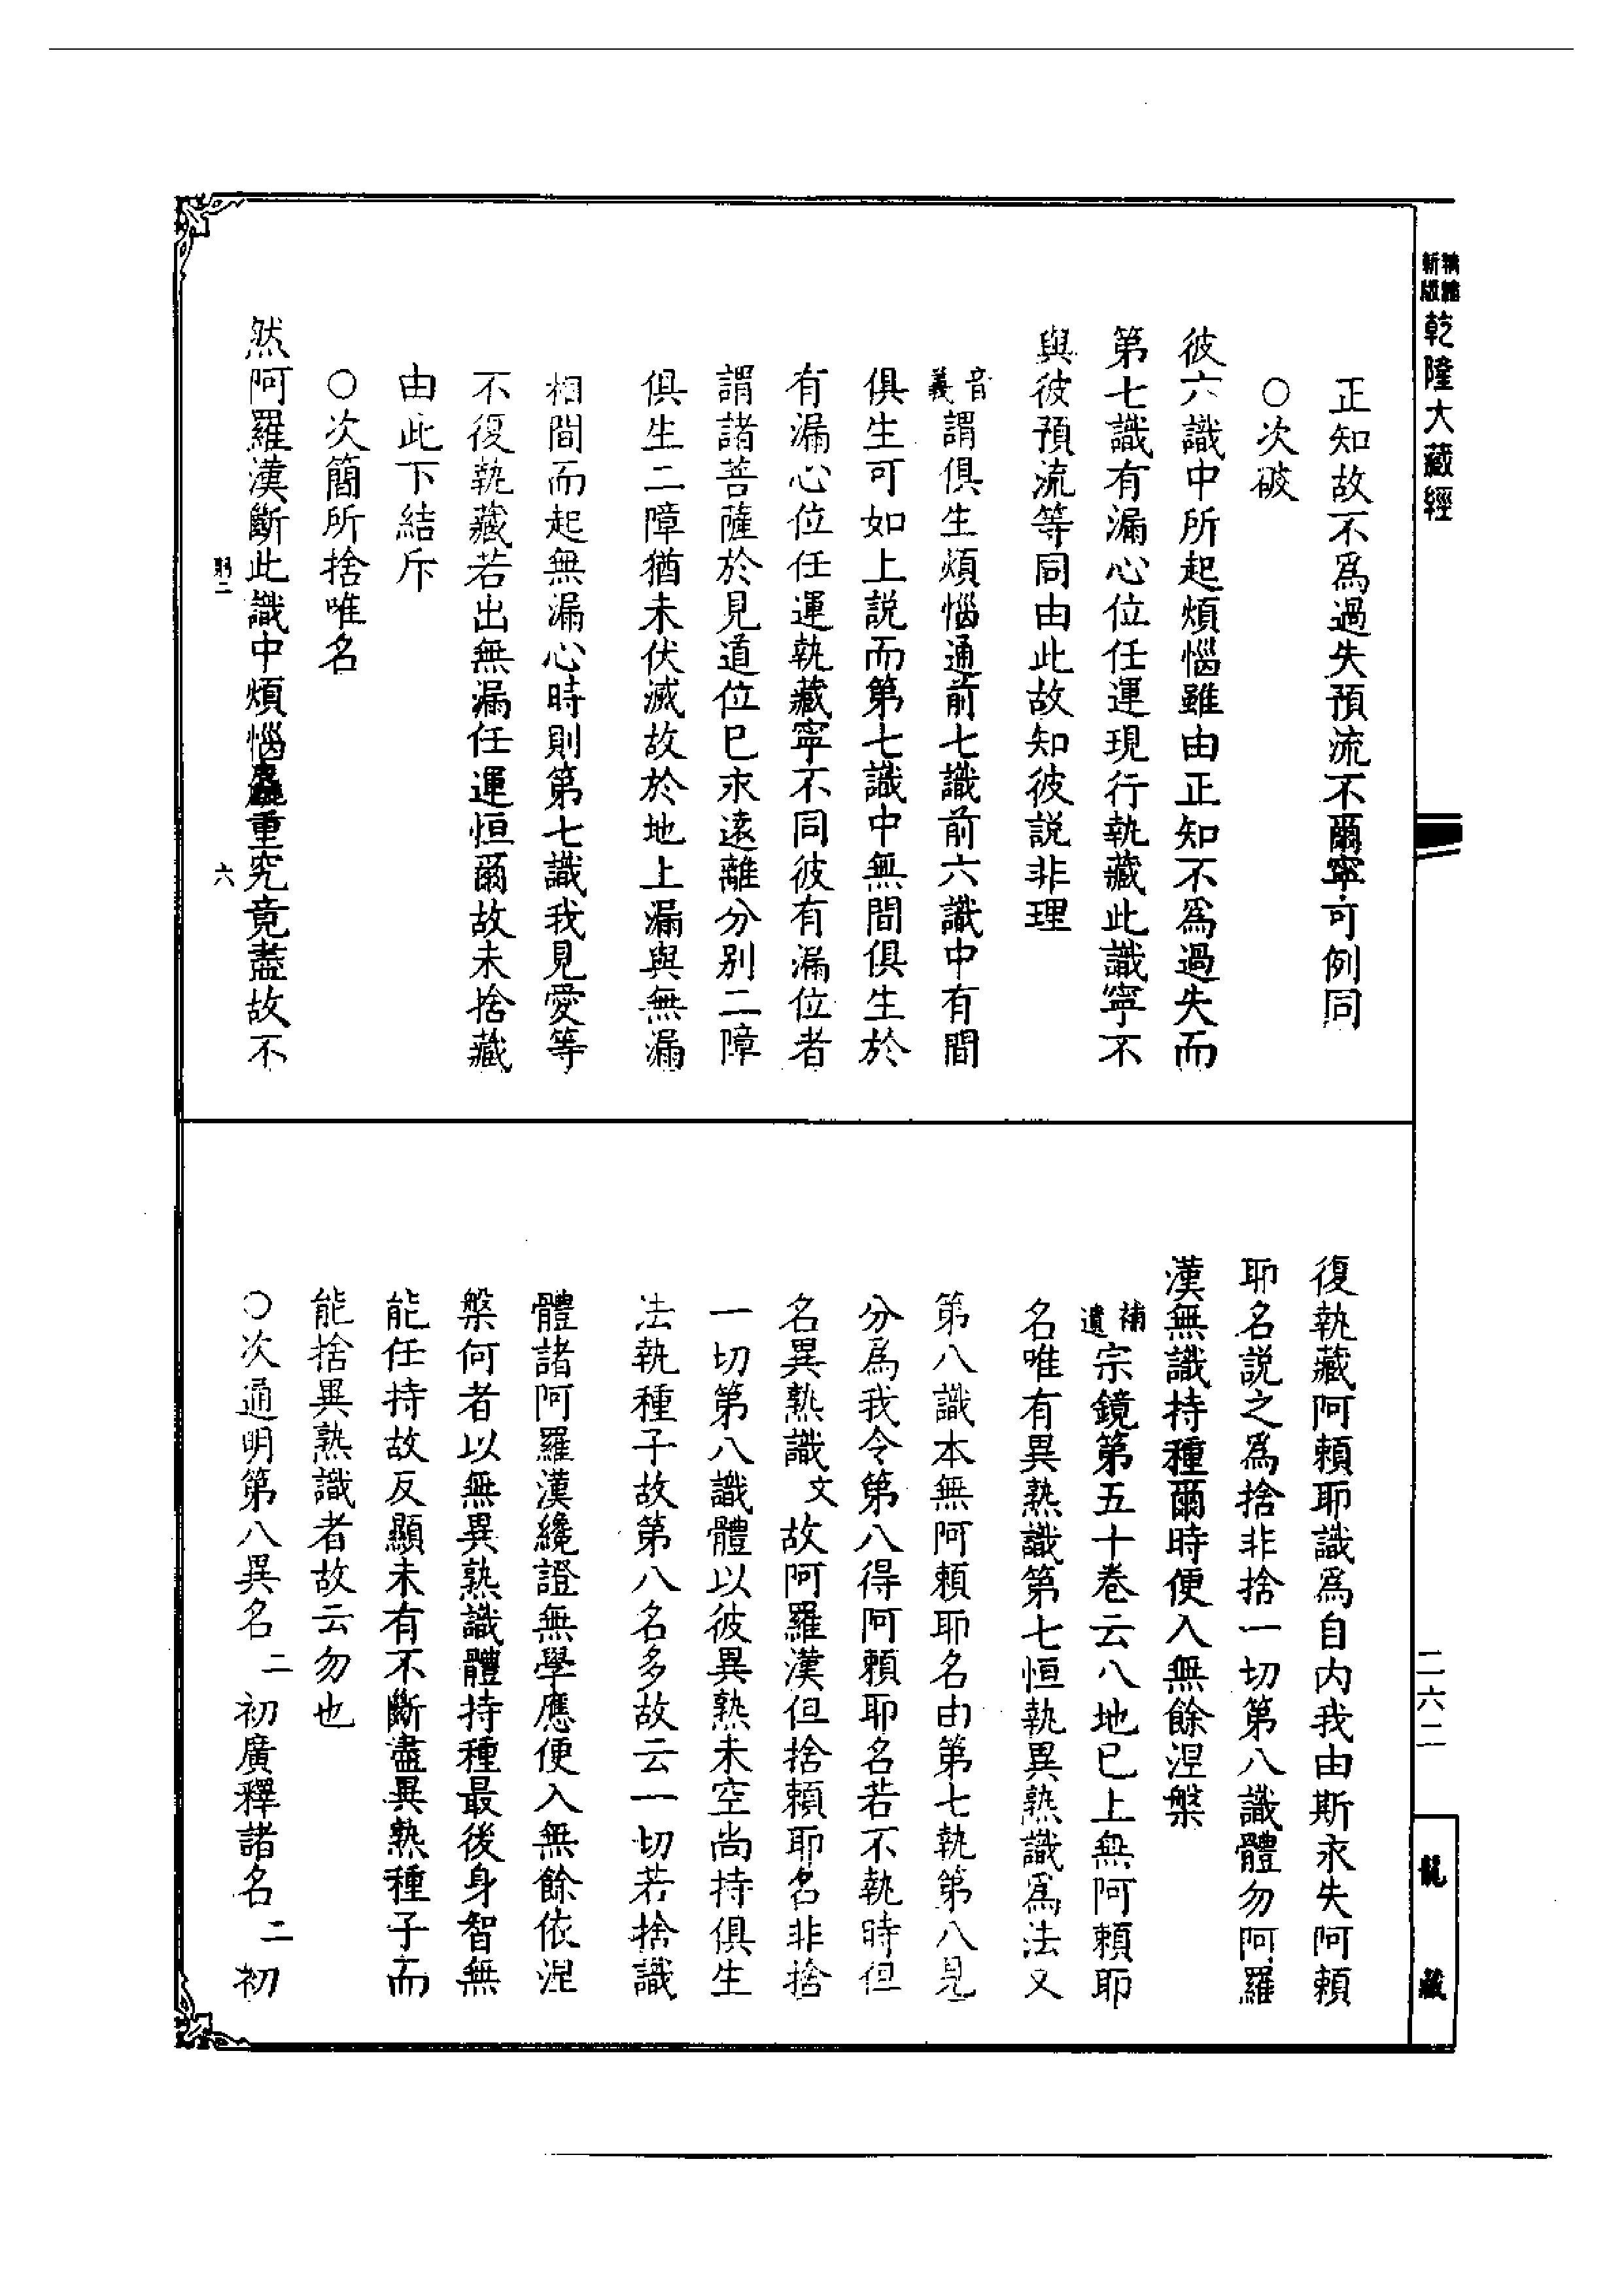 精縮
新版
乾隆大藏經
正知故不為過失預流不爾寧可例同
○次破
彼六識中所起煩惱雖由正知不為過失而
第七識有漏心位任運現行執藏此識寧不
與彼預流等同由此故知彼說非理
音義謂俱生煩惱通前七識前六識中有間
俱生可如上說而第七識中無間俱生於
有漏心位任運執藏寧不同彼有漏位者
謂諸菩薩於見道位巳永遠離分別二障
俱生二障猶未伏滅故於地上漏與無漏
相間而起無漏心時則第七識我見愛等
不復執藏若出無漏任運恒爾故未捨藏
由此下結斥
○次簡所捨唯名
然阿羅漢斷此識中煩惱麤重究竟盡故不
六
復執藏阿賴耶識為自內我由斯永失阿賴
耶名說之為捨非捨一切第八識體勿阿羅
漢無識持種爾時便入無餘涅槃
補遺宗鏡第五十卷云八地已上無阿賴耶
名唯有異熟識第七恒執異熟識為法又
第八識本無阿賴耶名由第七執第八見
分為我令第八得阿賴耶名若不執時但
名異熟識文故阿羅漢但捨賴耶名非捨
一切第八識體以彼異熟未空尚持俱生
法執種子故第八名多故云一切若捨識
體諸阿羅漢纔證無學應便入無餘依涅
槃何者以無異熟識體持種最後身智無
能任持故反顯未有不斷盡異熟種子而
能捨異熟識者故云勿也
○次通明第八異名二初廣釋諸名二初
二六二
龍藏